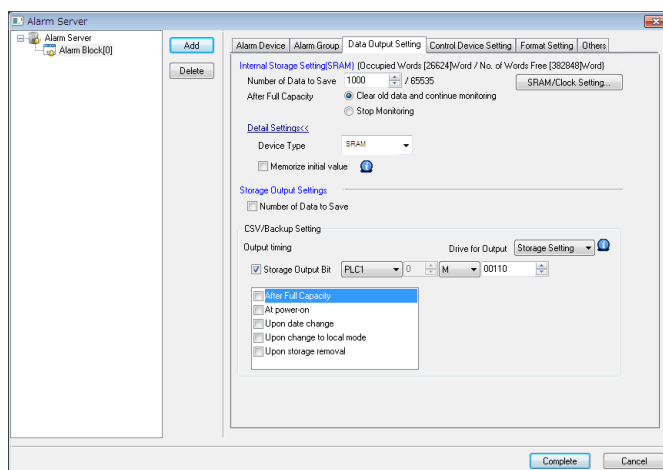 Alarm Server
Alarm Server
Alarm Block[0]
Add
Delete
Alarm Device Alarm Group Data Output Setting Control Device Setting Format Setting Others
Internal Storage Setting(SRAM) (Occupied Words [26624]Word / No. of Words Free [382848]Word)
Number of Data to Save 1000 / 65535 SRAM/Clock Setting...
After Full Capacity Clear old data and continue monitoring
Stop Monitoring
Detail Settings<<
Device Type SRAM
Memorize initial value
Storage Output Settings
Number of Data to Save
CSV/Backup Setting
Output timing Drive for Output Storage Setting
Storage Output Bit PLC1 0 M 00110
After Full Capacity
At power-on
Upon date change
Upon change to local mode
Upon storage removal
Complete Cancel